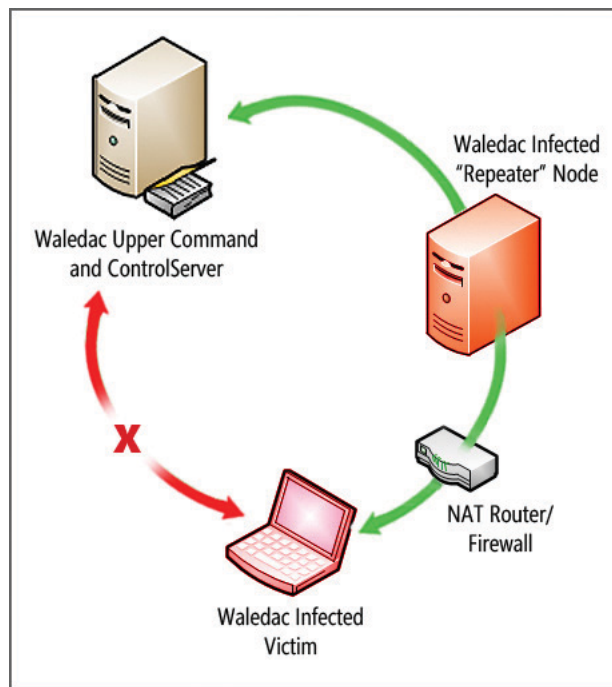 Waledac Infected
"Repeater" Node
Waledac Upper Command
and ControlServer
X
NAT Router/
Firewall
Waledac Infected
Victim